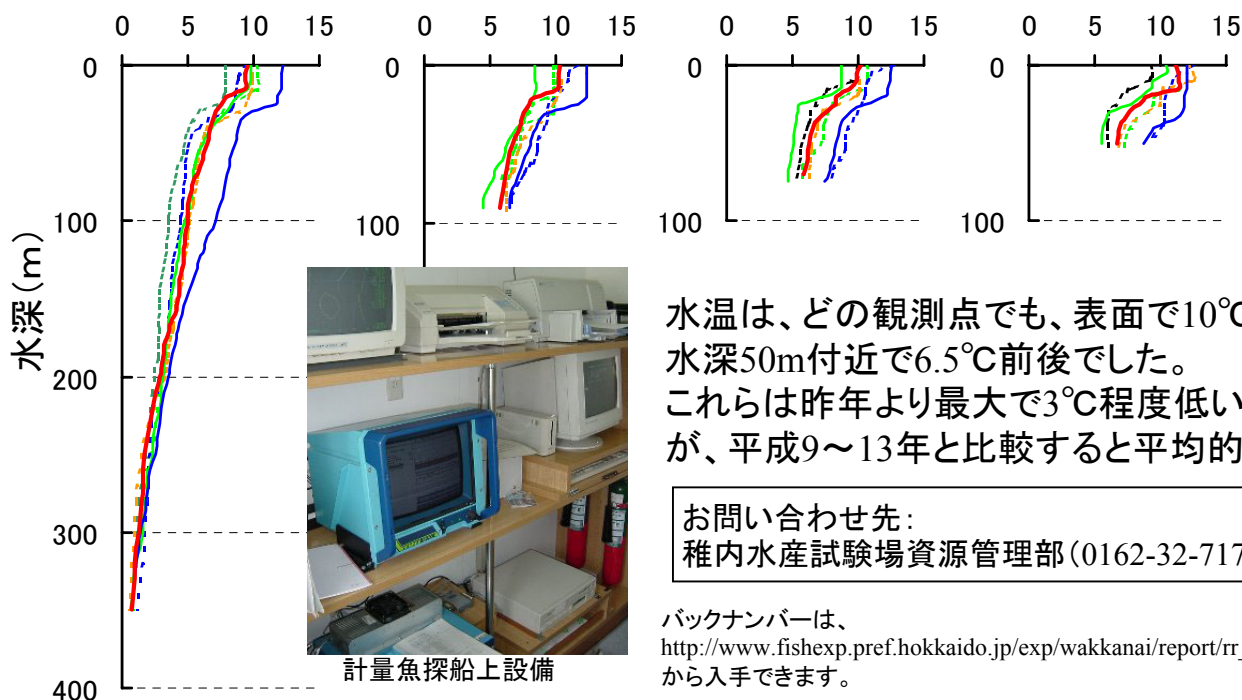 0 5 10 15
0 5 10 15
0 5 10 15
0 5 10 15
0
100
200
300
400
水深(m)
0
100
0
100
0
100
水温は、どの観測点でも、表面で10℃
水深50m付近で6.5℃前後でした。
これらは昨年より最大で3℃程度低い
が、平成9～13年と比較すると平均的
お問い合わせ先:
稚内水産試験場資源管理部(0162-32-717
バックナンバーは、
http://www.fishexp.pref.hokkaido.jp/exp/wakkanai/report/rr_
から入手できます。
計量魚探船上設備